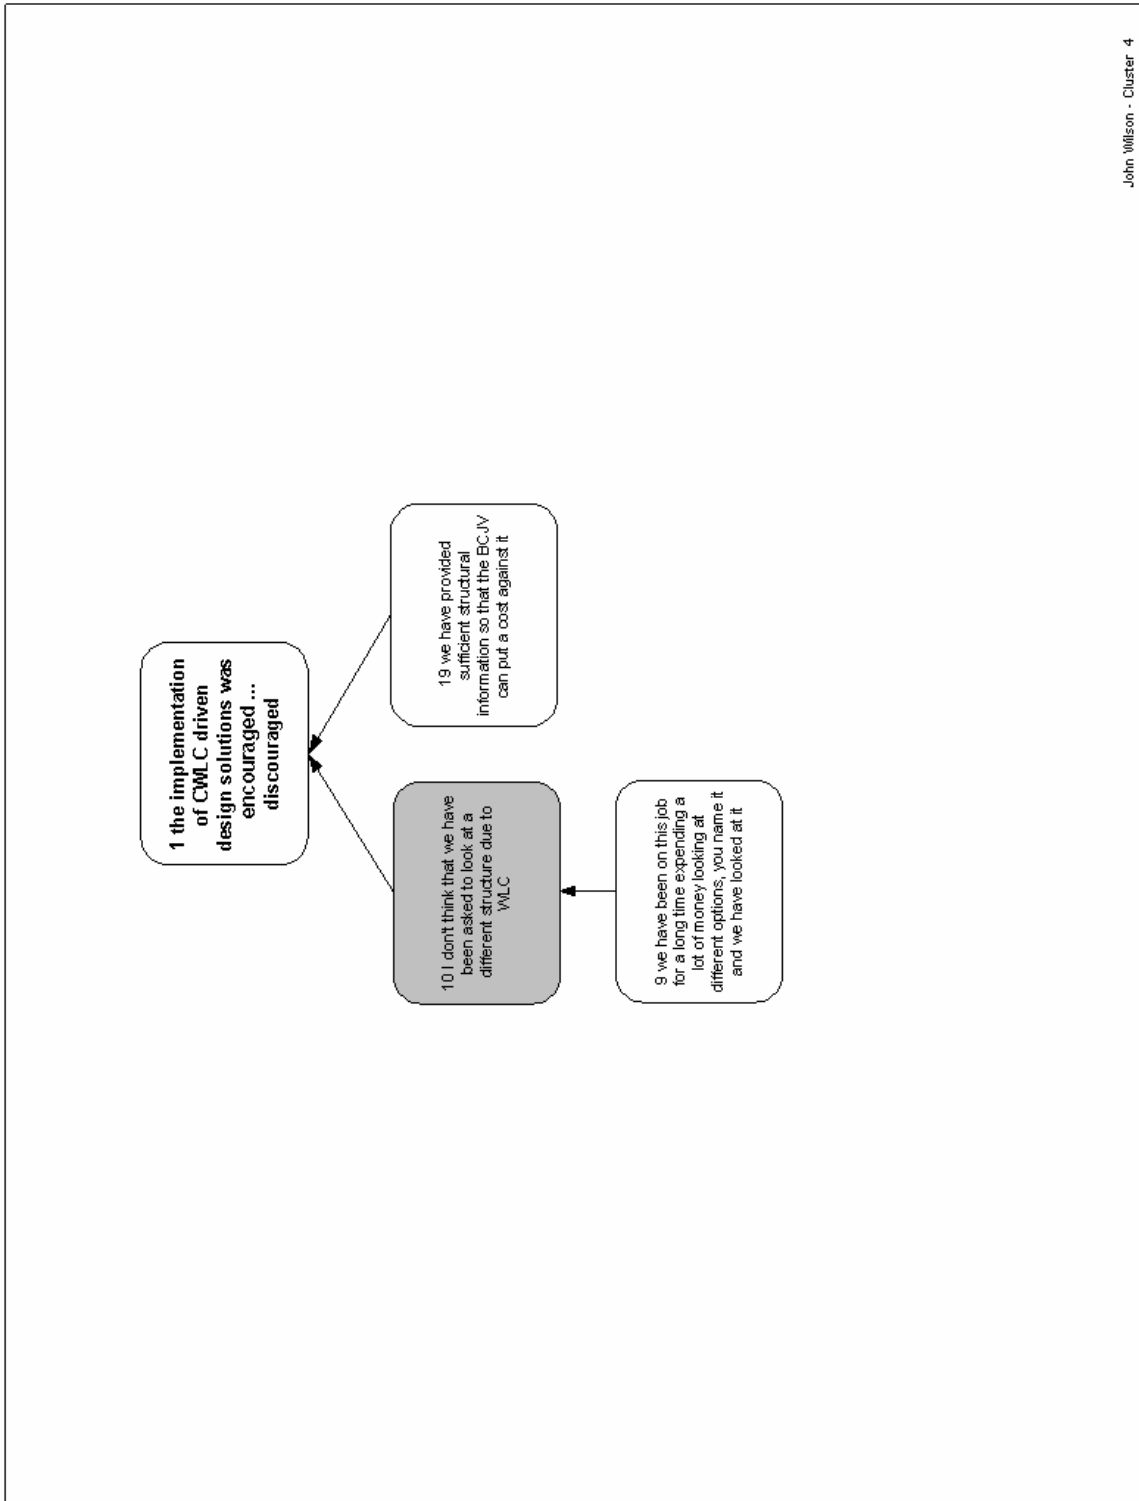 1 the implementation
of CWLC driven
design solutions was
encouraged ...
discouraged
10 I don't think that we have
been asked to look at a
different structure due to
WLC
19 we have provided
sufficient structural
information so that the BCJV
can put a cost against it
9 we have been on this job
for a long time expending a
lot of money looking at
different options, you name it
and we have looked at it
John Wilson - Cluster 4